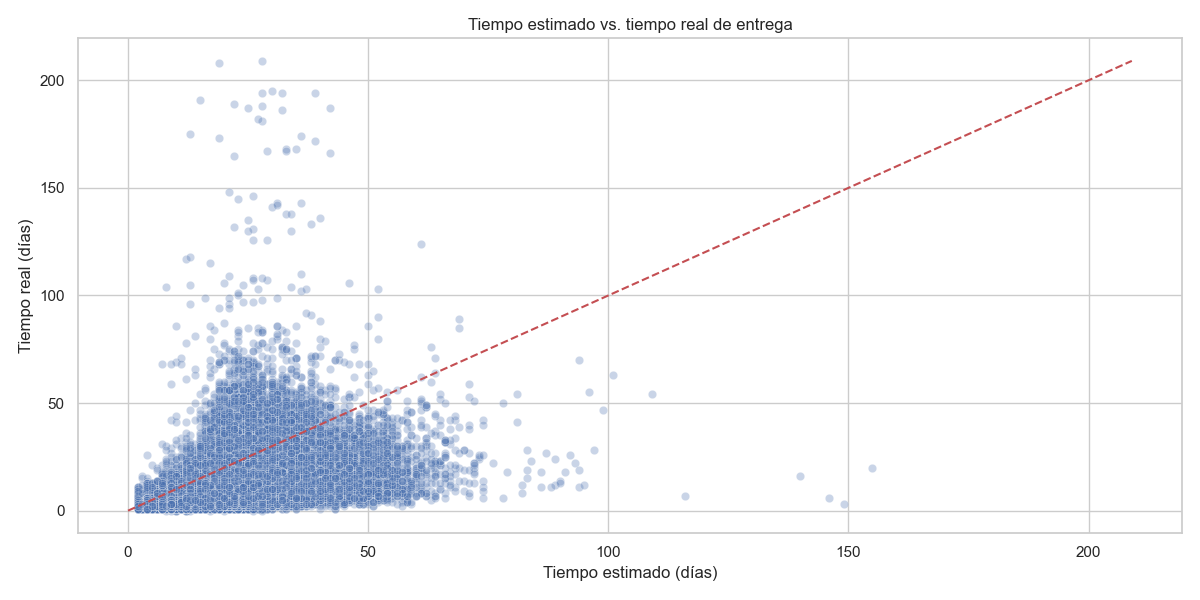 Tiempo estimado vs. tiempo real de entrega
Tiempo real (días)
200
150
100
50
0
0 50 100 150 200
Tiempo estimado (días)